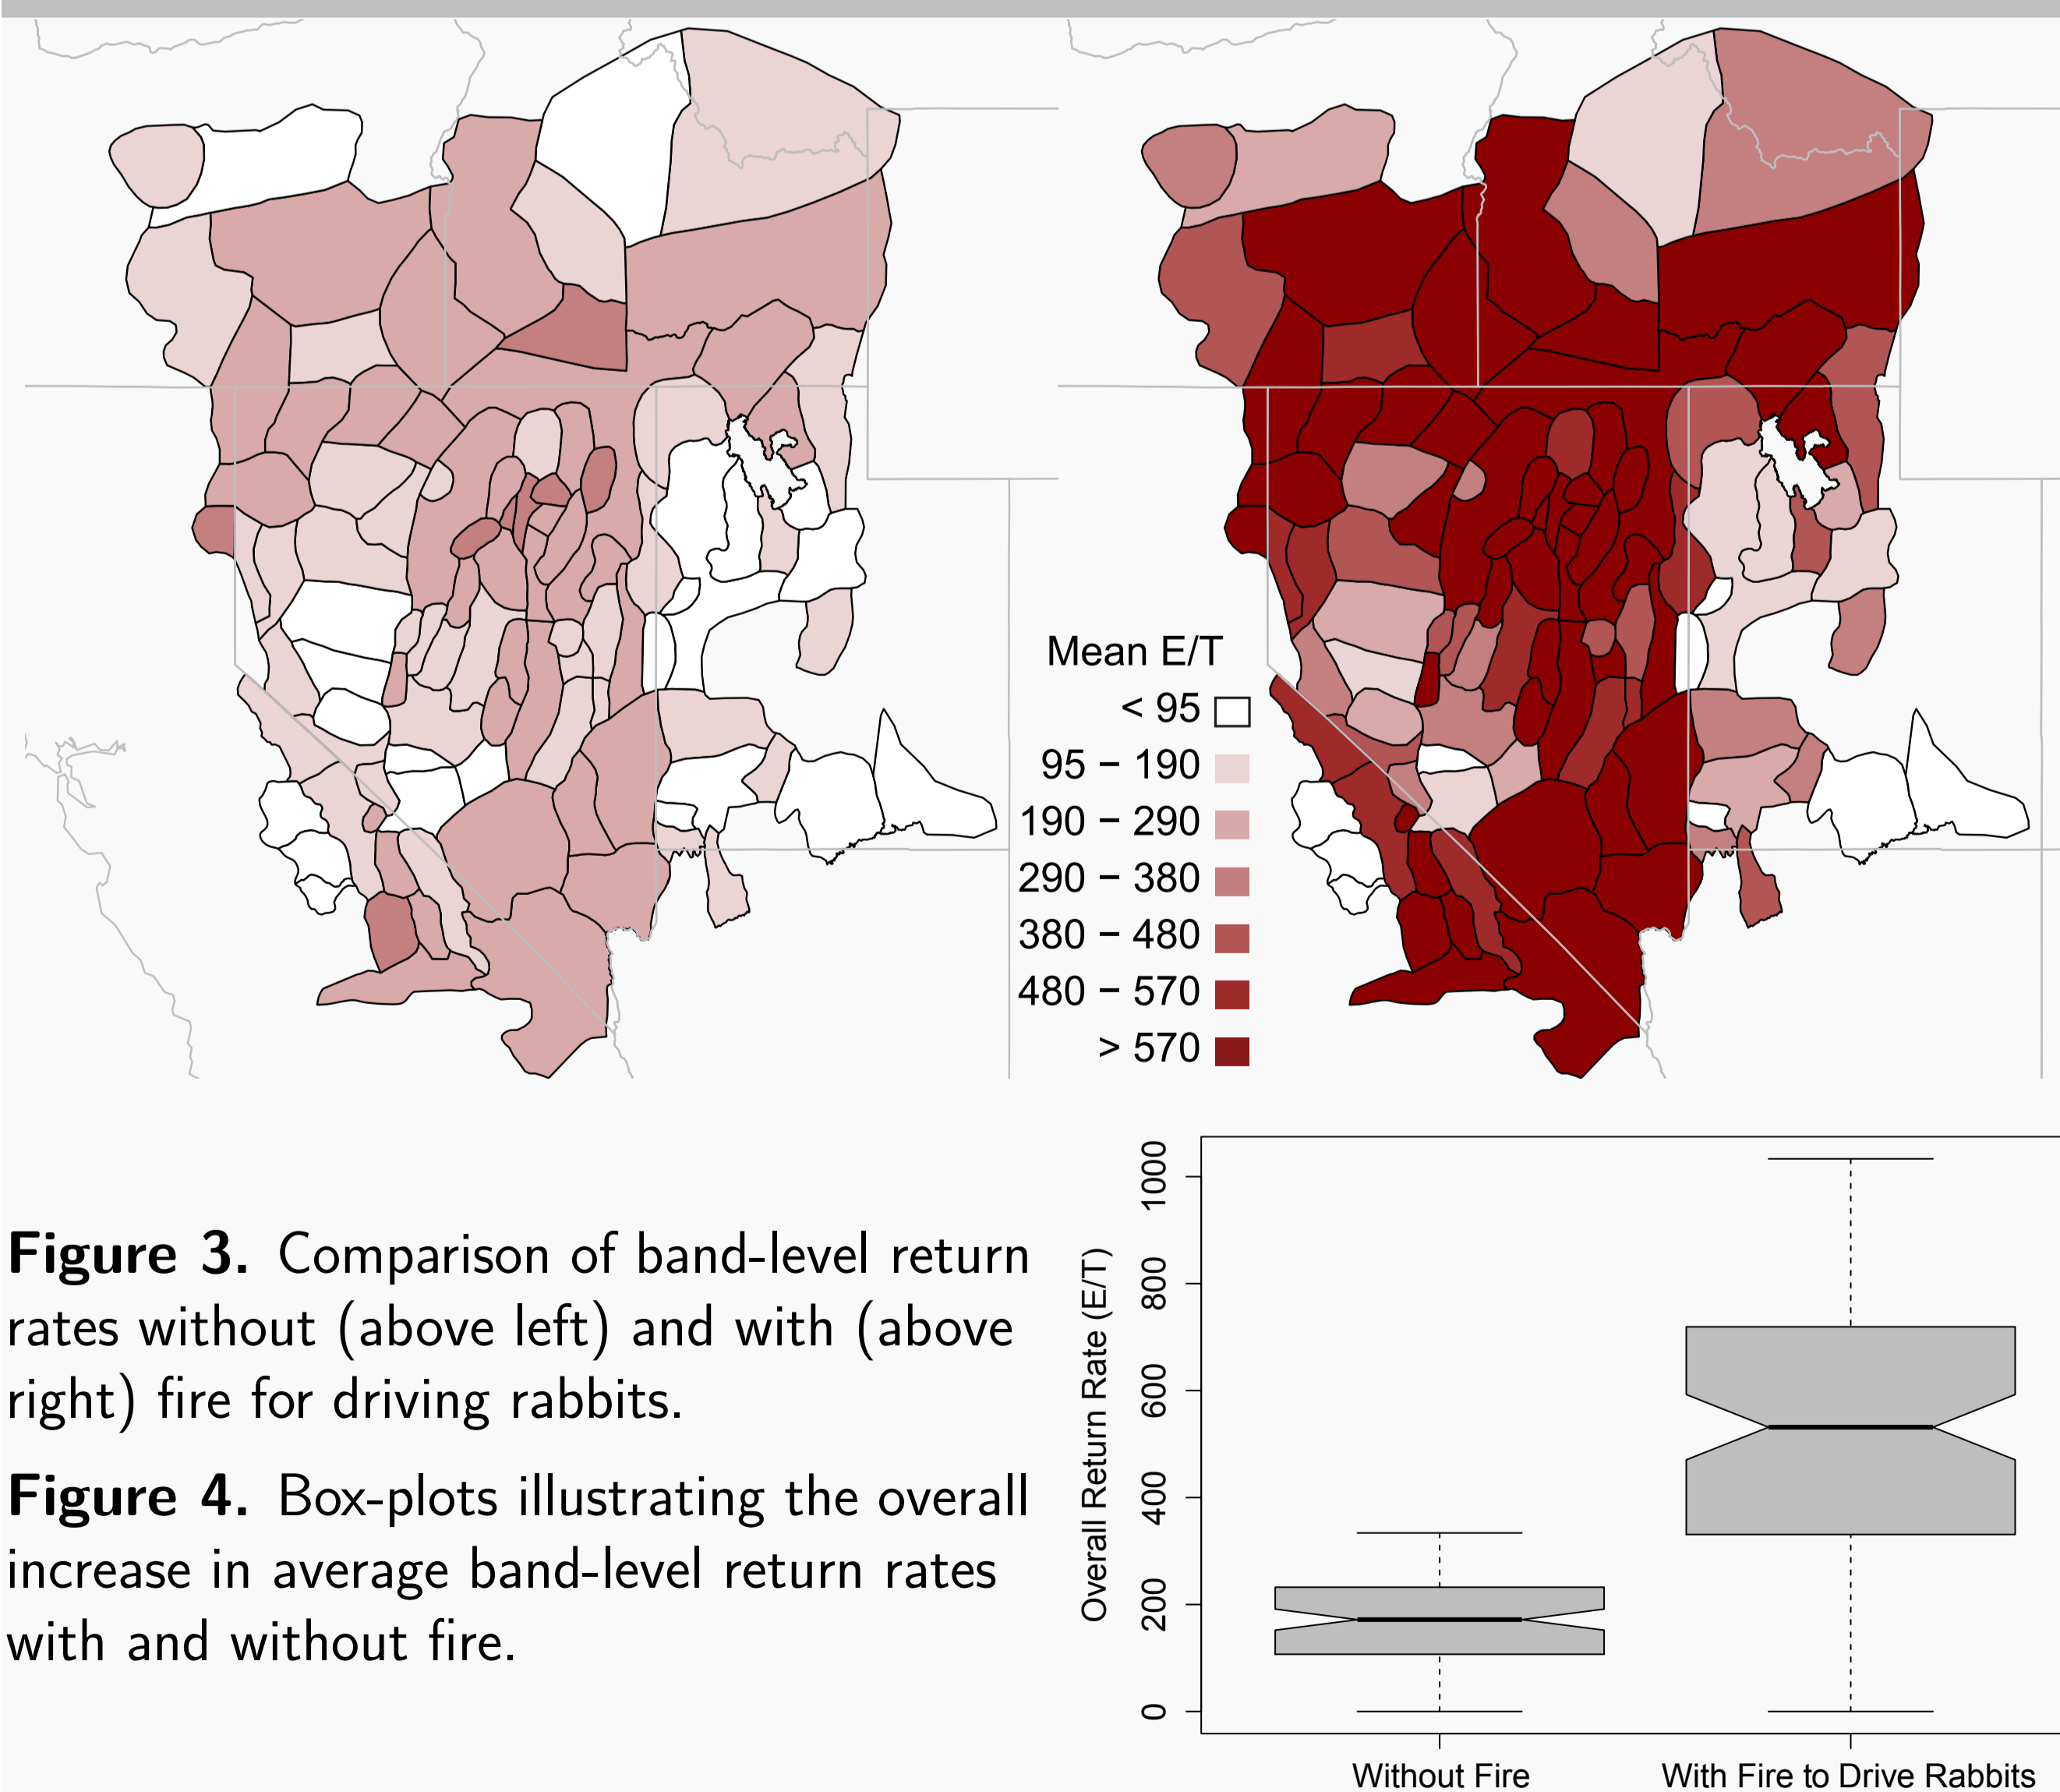 Mean E/T
< 95
95 – 190
190 – 290
290 – 380
380 – 480
480 – 570
> 570
Figure 3. Comparison of band-level return
rates without (above left) and with (above
right) fire for driving rabbits.
Figure 4. Box-plots illustrating the overall
increase in average band-level return rates
with and without fire.
Overall Return Rate (E/T)
1000
800
600
400
200
0
Without Fire
With Fire to Drive Rabbits